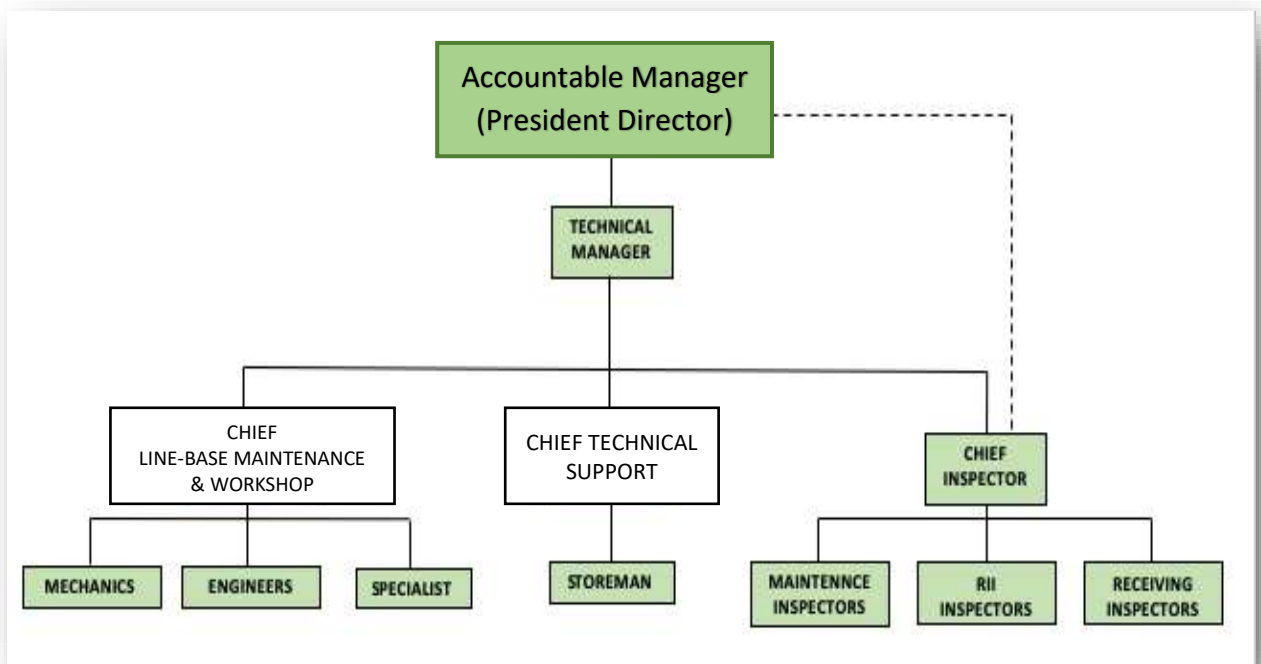 Accountable Manager
(President Director)
TECHNICAL
MANAGER
CHIEF
LINE-BASE MAINTENANCE
& WORKSHOP
CHIEF TECHNICAL
SUPPORT
CHIEF
INSPECTOR
MECHANICS
ENGINEERS
SPECIALIST
STOREMAN
MAINTENNCE
INSPECTORS
RII
INSPECTORS
RECEIVING
INSPECTORS